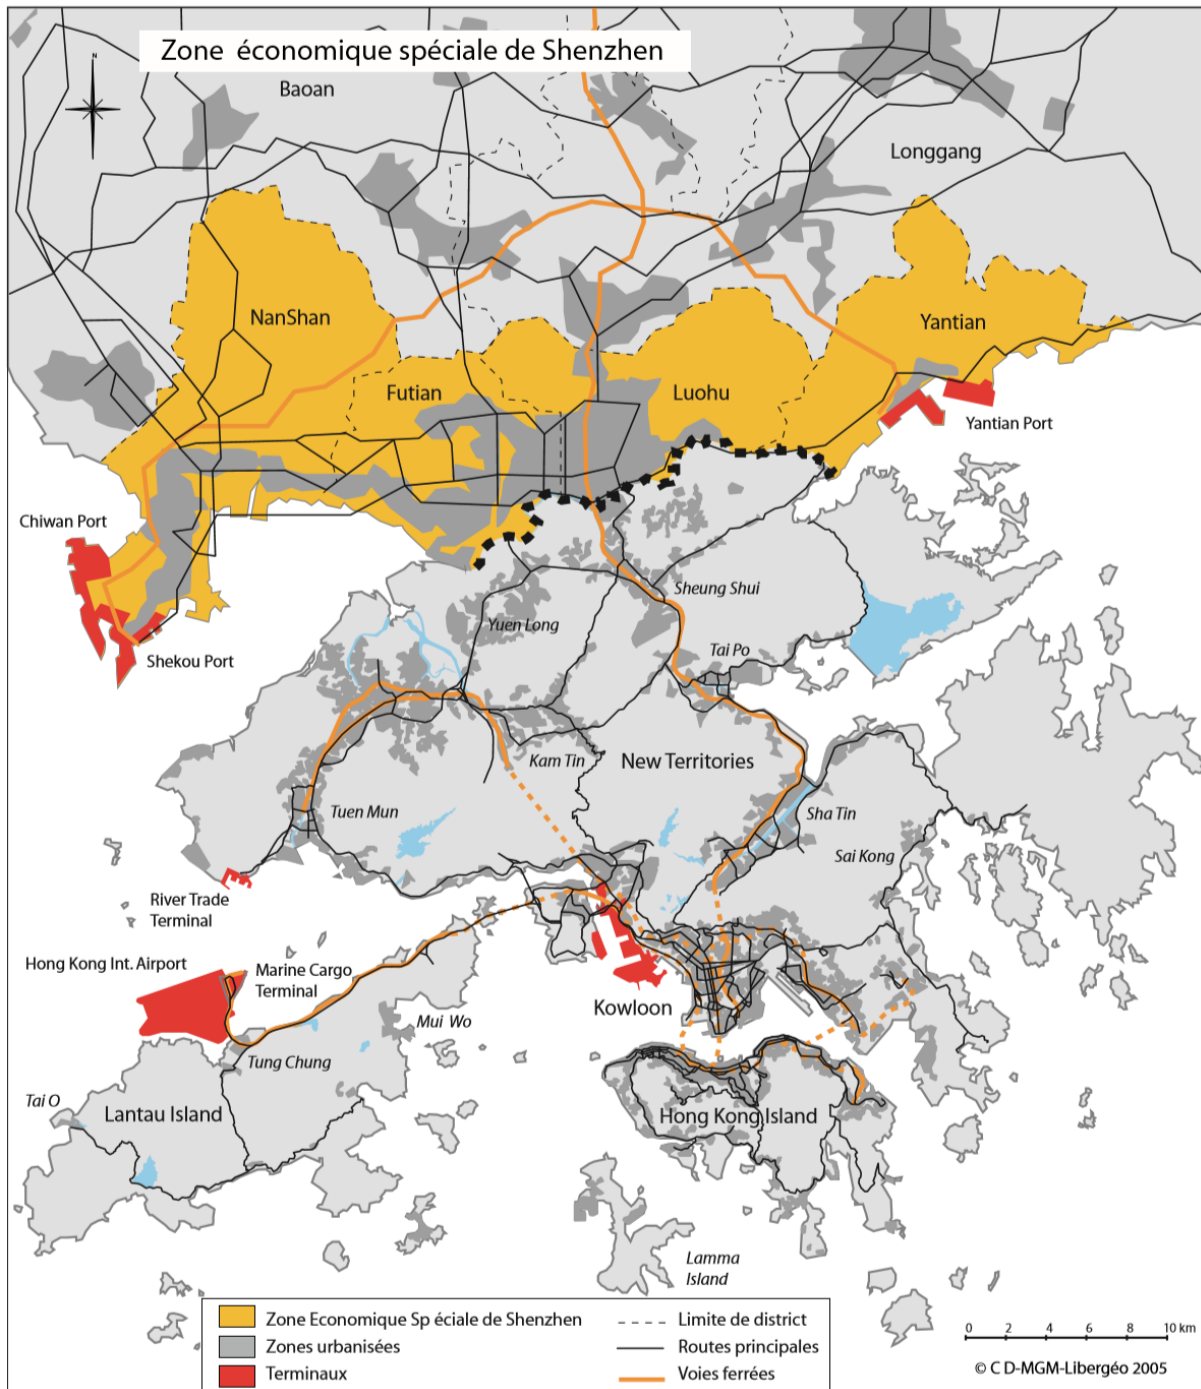 Zone économique spéciale de Shenzhen
N
Baoan
Longgang
NanShan
Yantian
Futian
Luohu
Yantian Port
Chiwan Port
Sheung Shui
Yuen Long
Tai Po
Shekou Port
Kam Tin
New Territories
Tuen Mun
Sha Tin
Sai Kong
River Trade
Terminal
Hong Kong Int. Airport
Marine Cargo
Terminal
Kowloon
Mui Wo
Tung Chung
Tai O
Lantau Island
Hong Kong Island
Lamma
Island
Zone Economique Sp éciale de Shenzhen
Zones urbanisées
Terminaux
Limite de district
Routes principales
Voies ferrées
0 2 4 6 8 10 km
© C D-MGM-Libergéo 2005